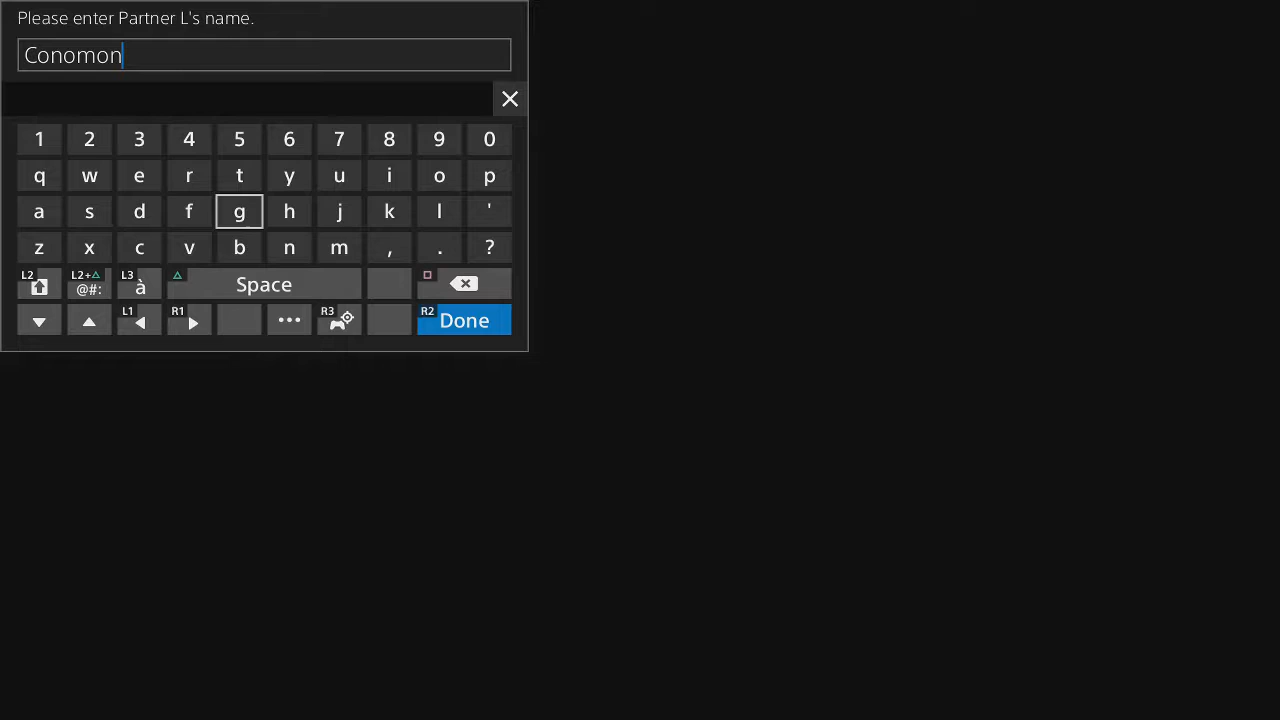 Please enter Partner L's name.
Conomon
1 2 3 4 5 6 7 8 9 0
q w e r t y u i o p
a s d f g h j k l '
z x c v b n m , . ?
L2 L2+△ @#: L3 à △ Space □
L1 R1 ... R3 R2 Done